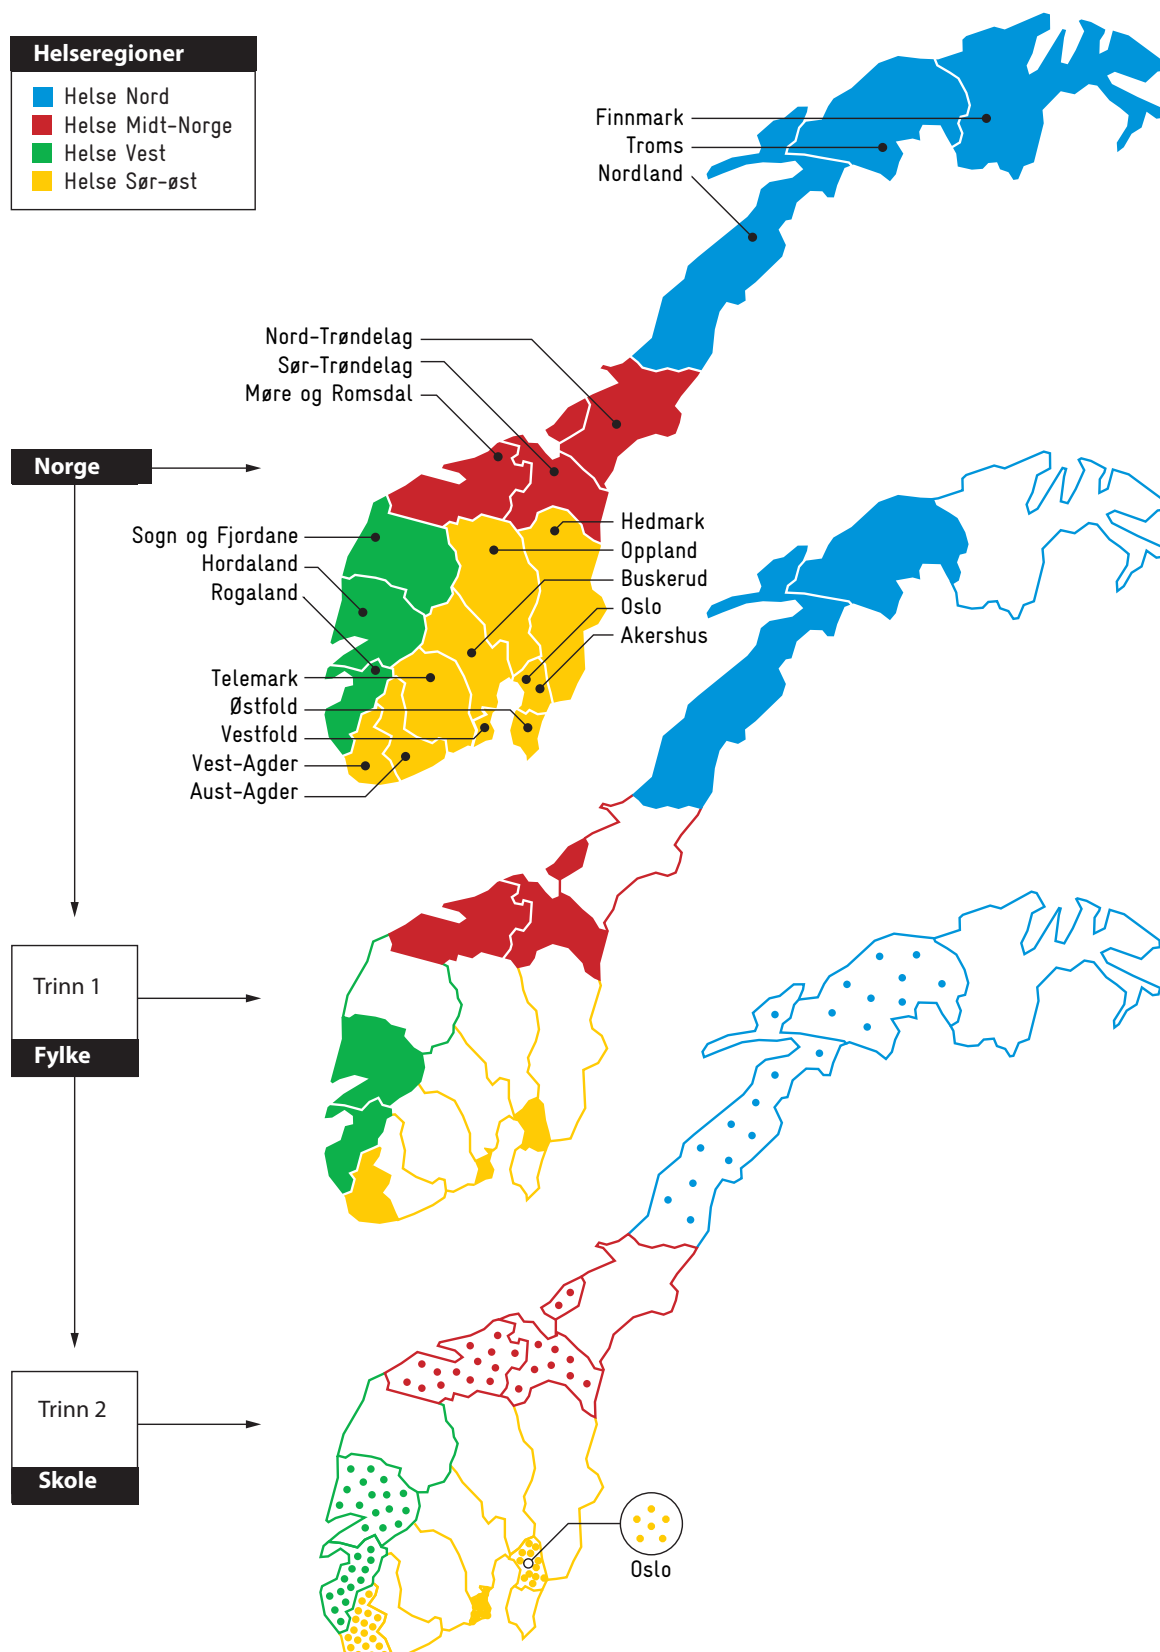 Helseregioner
Helse Nord
Helse Midt-Norge
Helse Vest
Helse Sør-øst
Finnmark
Troms
Nordland
Nord-Trøndelag
Sør-Trøndelag
Møre og Romsdal
Norge
Sogn og Fjordane
Hordaland
Rogaland
Hedmark
Oppland
Buskerud
Oslo
Akershus
Telemark
Østfold
Vestfold
Vest-Agder
Aust-Agder
Trinn 1
Fylke
Trinn 2
Skole
Oslo